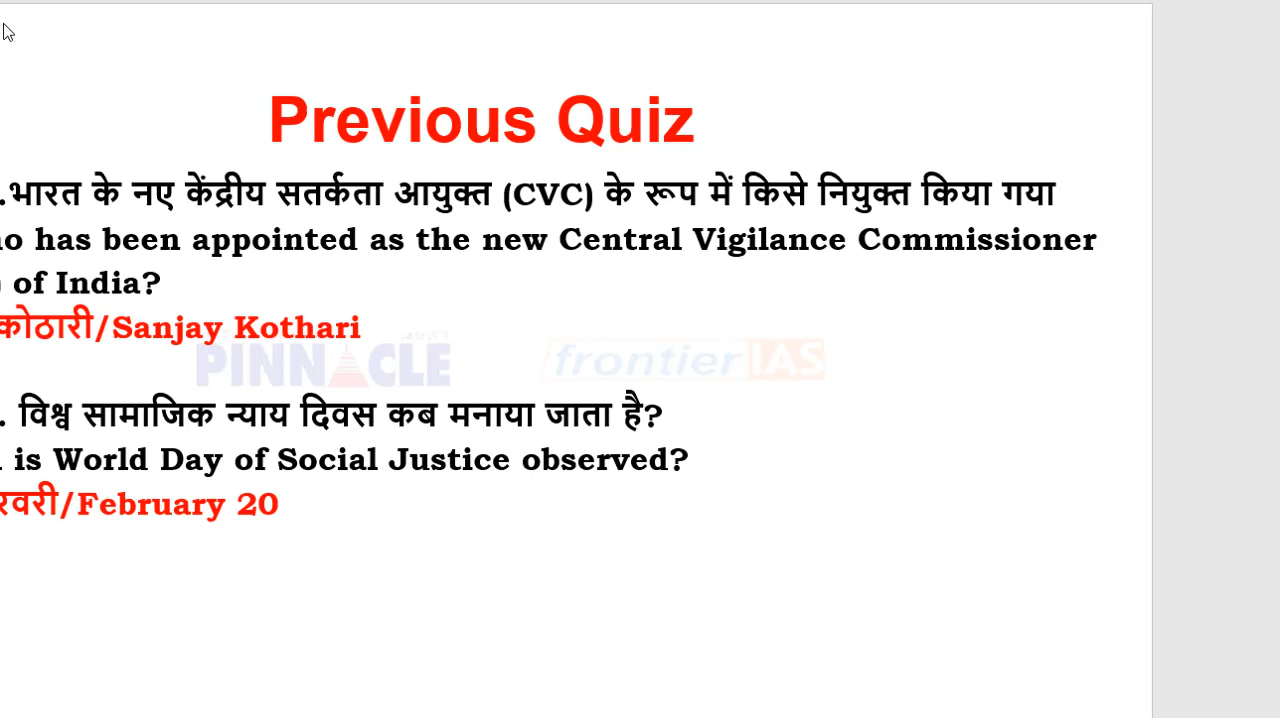 Previous Quiz
.भारत के नए केंद्रीय सतर्कता आयुक्त (CVC) के रूप में किसे नियुक्त किया गया
o has been appointed as the new Central Vigilance Commissioner
) of India?
कोठारी/Sanjay Kothari
PINNACLE frontier IAS
. विश्व सामाजिक न्याय दिवस कब मनाया जाता है?
is World Day of Social Justice observed?
रवरी/February 20